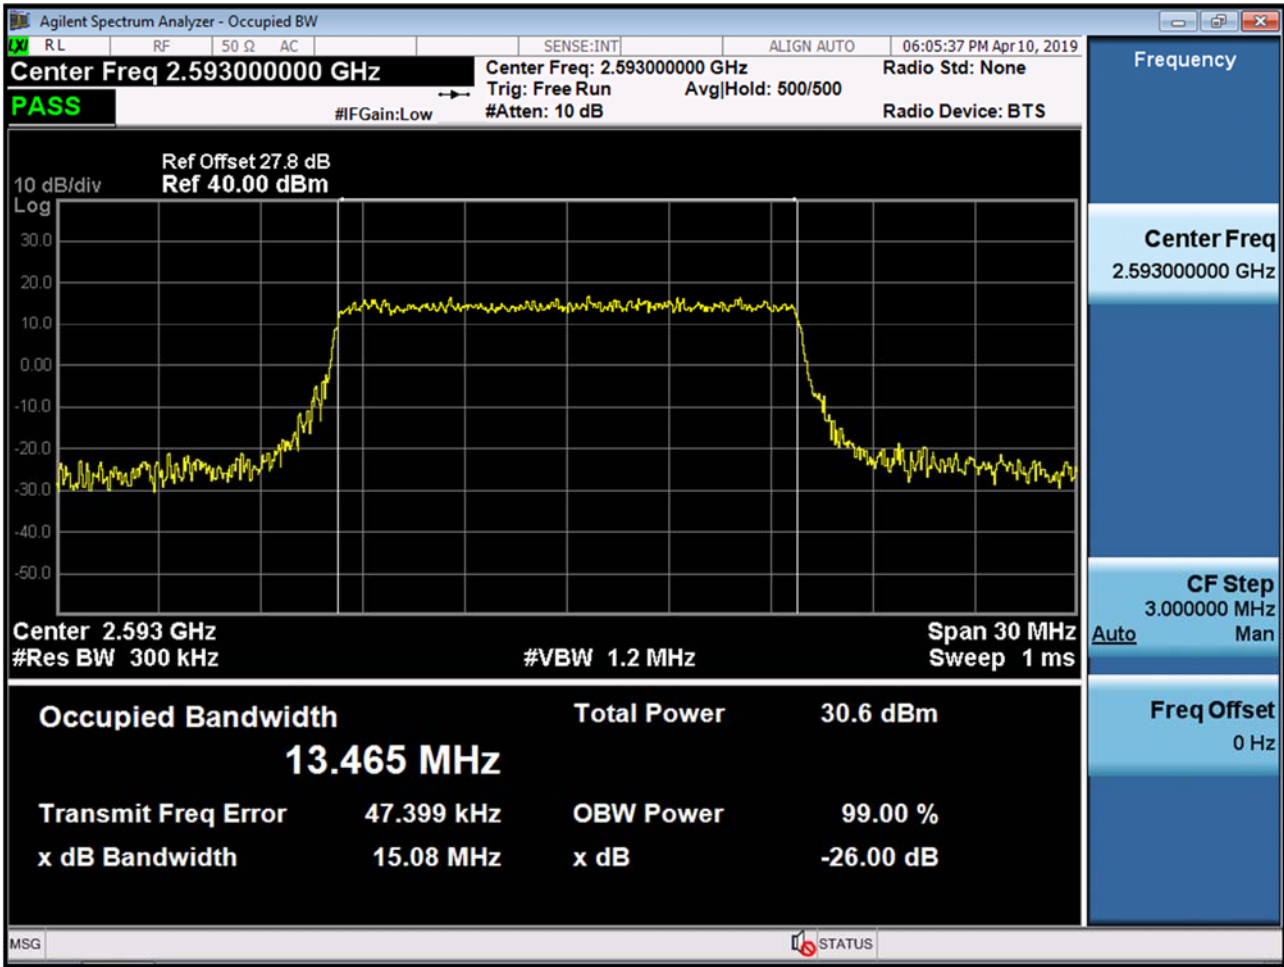 Agilent Spectrum Analyzer - Occupied BW
LXI RL RF 50 Ω AC SENSE:INT ALIGN AUTO 06:05:37 PM Apr 10, 2019
Center Freq 2.593000000 GHz
Center Freq: 2.593000000 GHz Radio Std: None
Trig: Free Run Avg|Hold: 500/500
PASS
#IFGain:Low #Atten: 10 dB Radio Device: BTS
Ref Offset 27.8 dB
10 dB/div Ref 40.00 dBm
Log
30.0
20.0
10.0
0.00
-10.0
-20.0
-30.0
-40.0
-50.0
Center 2.593 GHz Span 30 MHz
#Res BW 300 kHz #VBW 1.2 MHz Sweep 1 ms
Occupied Bandwidth Total Power 30.6 dBm
13.465 MHz
Transmit Freq Error 47.399 kHz OBW Power 99.00 %
x dB Bandwidth 15.08 MHz x dB -26.00 dB
MSG STATUS
Frequency
Center Freq
2.593000000 GHz
CF Step
3.000000 MHz
Auto Man
Freq Offset
0 Hz